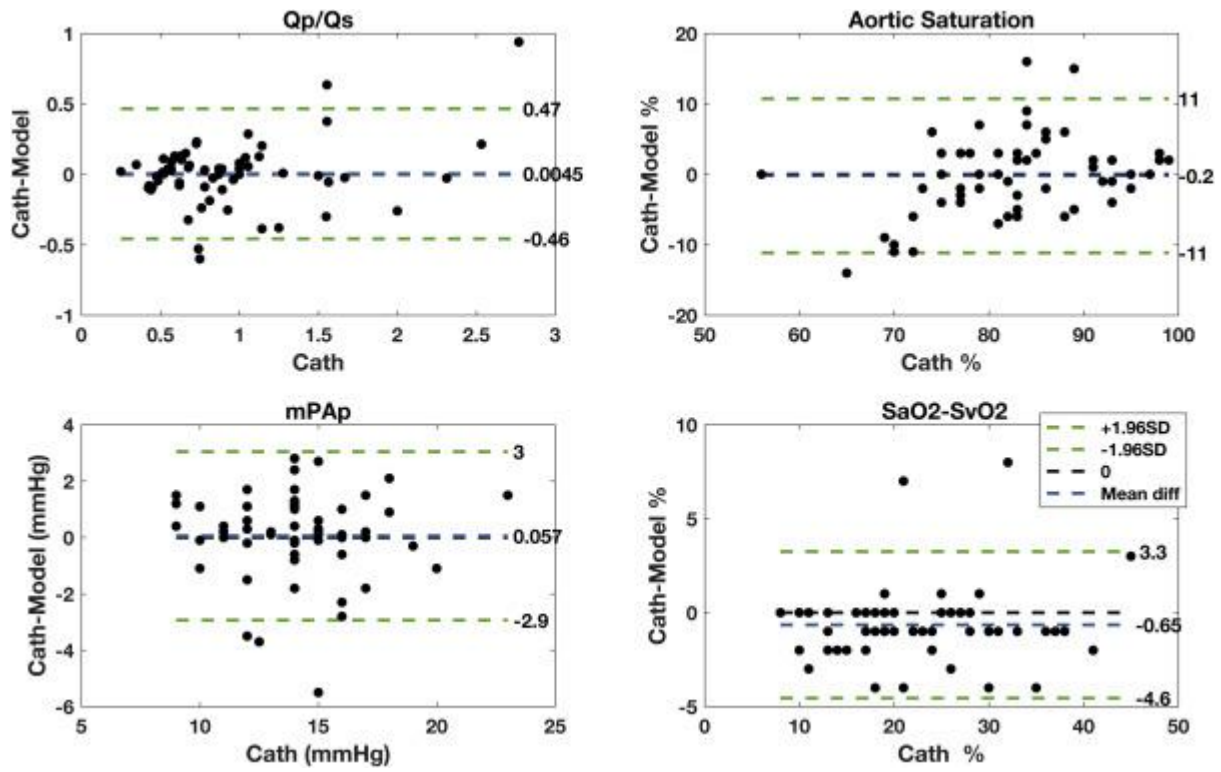 Qp/Qs
Cath-Model
1
0.5
0
-0.5
-1
0.47
0.0045
-0.46
0 0.5 1 1.5 2 2.5 3
Cath
Aortic Saturation
Cath-Model %
20
10
0
-10
-20
11
-0.2
-11
50 60 70 80 90 100
Cath %
mPAp
Cath-Model (mmHg)
4
2
0
-2
-4
-6
3
0.057
-2.9
5 10 15 20 25
Cath (mmHg)
SaO2-SvO2
Cath-Model %
10
5
0
-5
+1.96SD
-1.96SD
0
Mean diff
3.3
-0.65
-4.6
0 10 20 30 40 50
Cath %